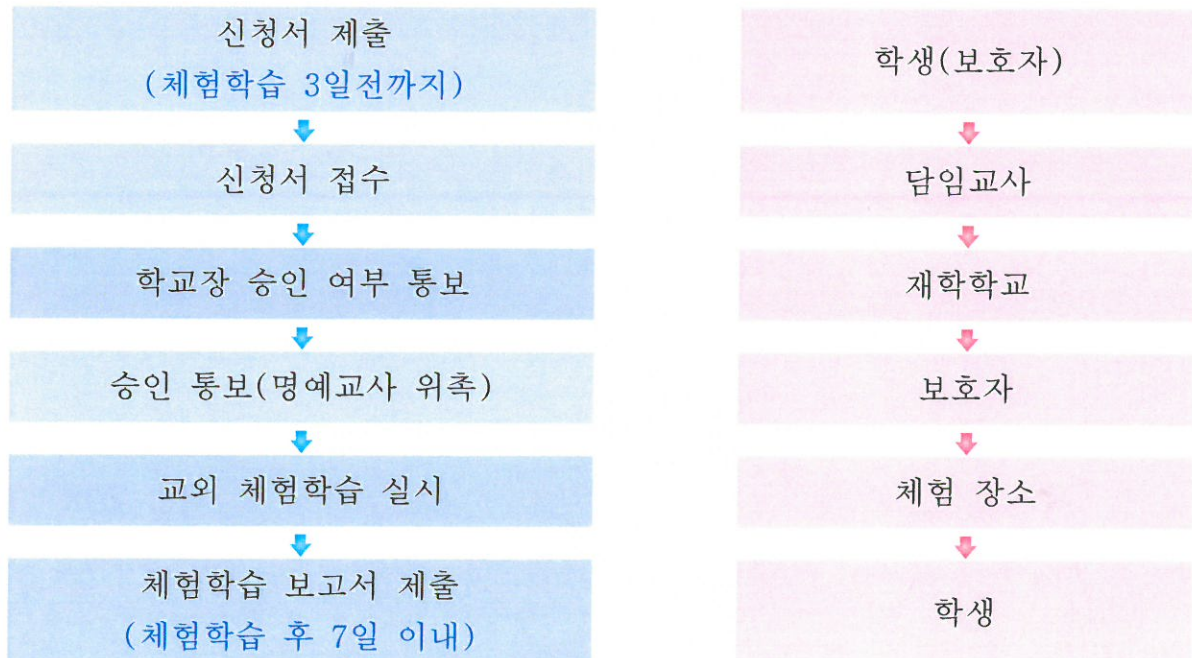 신청서 제출
(체험학습 3일전까지)
학생(보호자)
신청서 접수
담임교사
학교장 승인 여부 통보
재학학교
승인 통보(명예교사 위촉)
보호자
교외 체험학습 실시
체험 장소
체험학습 보고서 제출
(체험학습 후 7일 이내)
학생